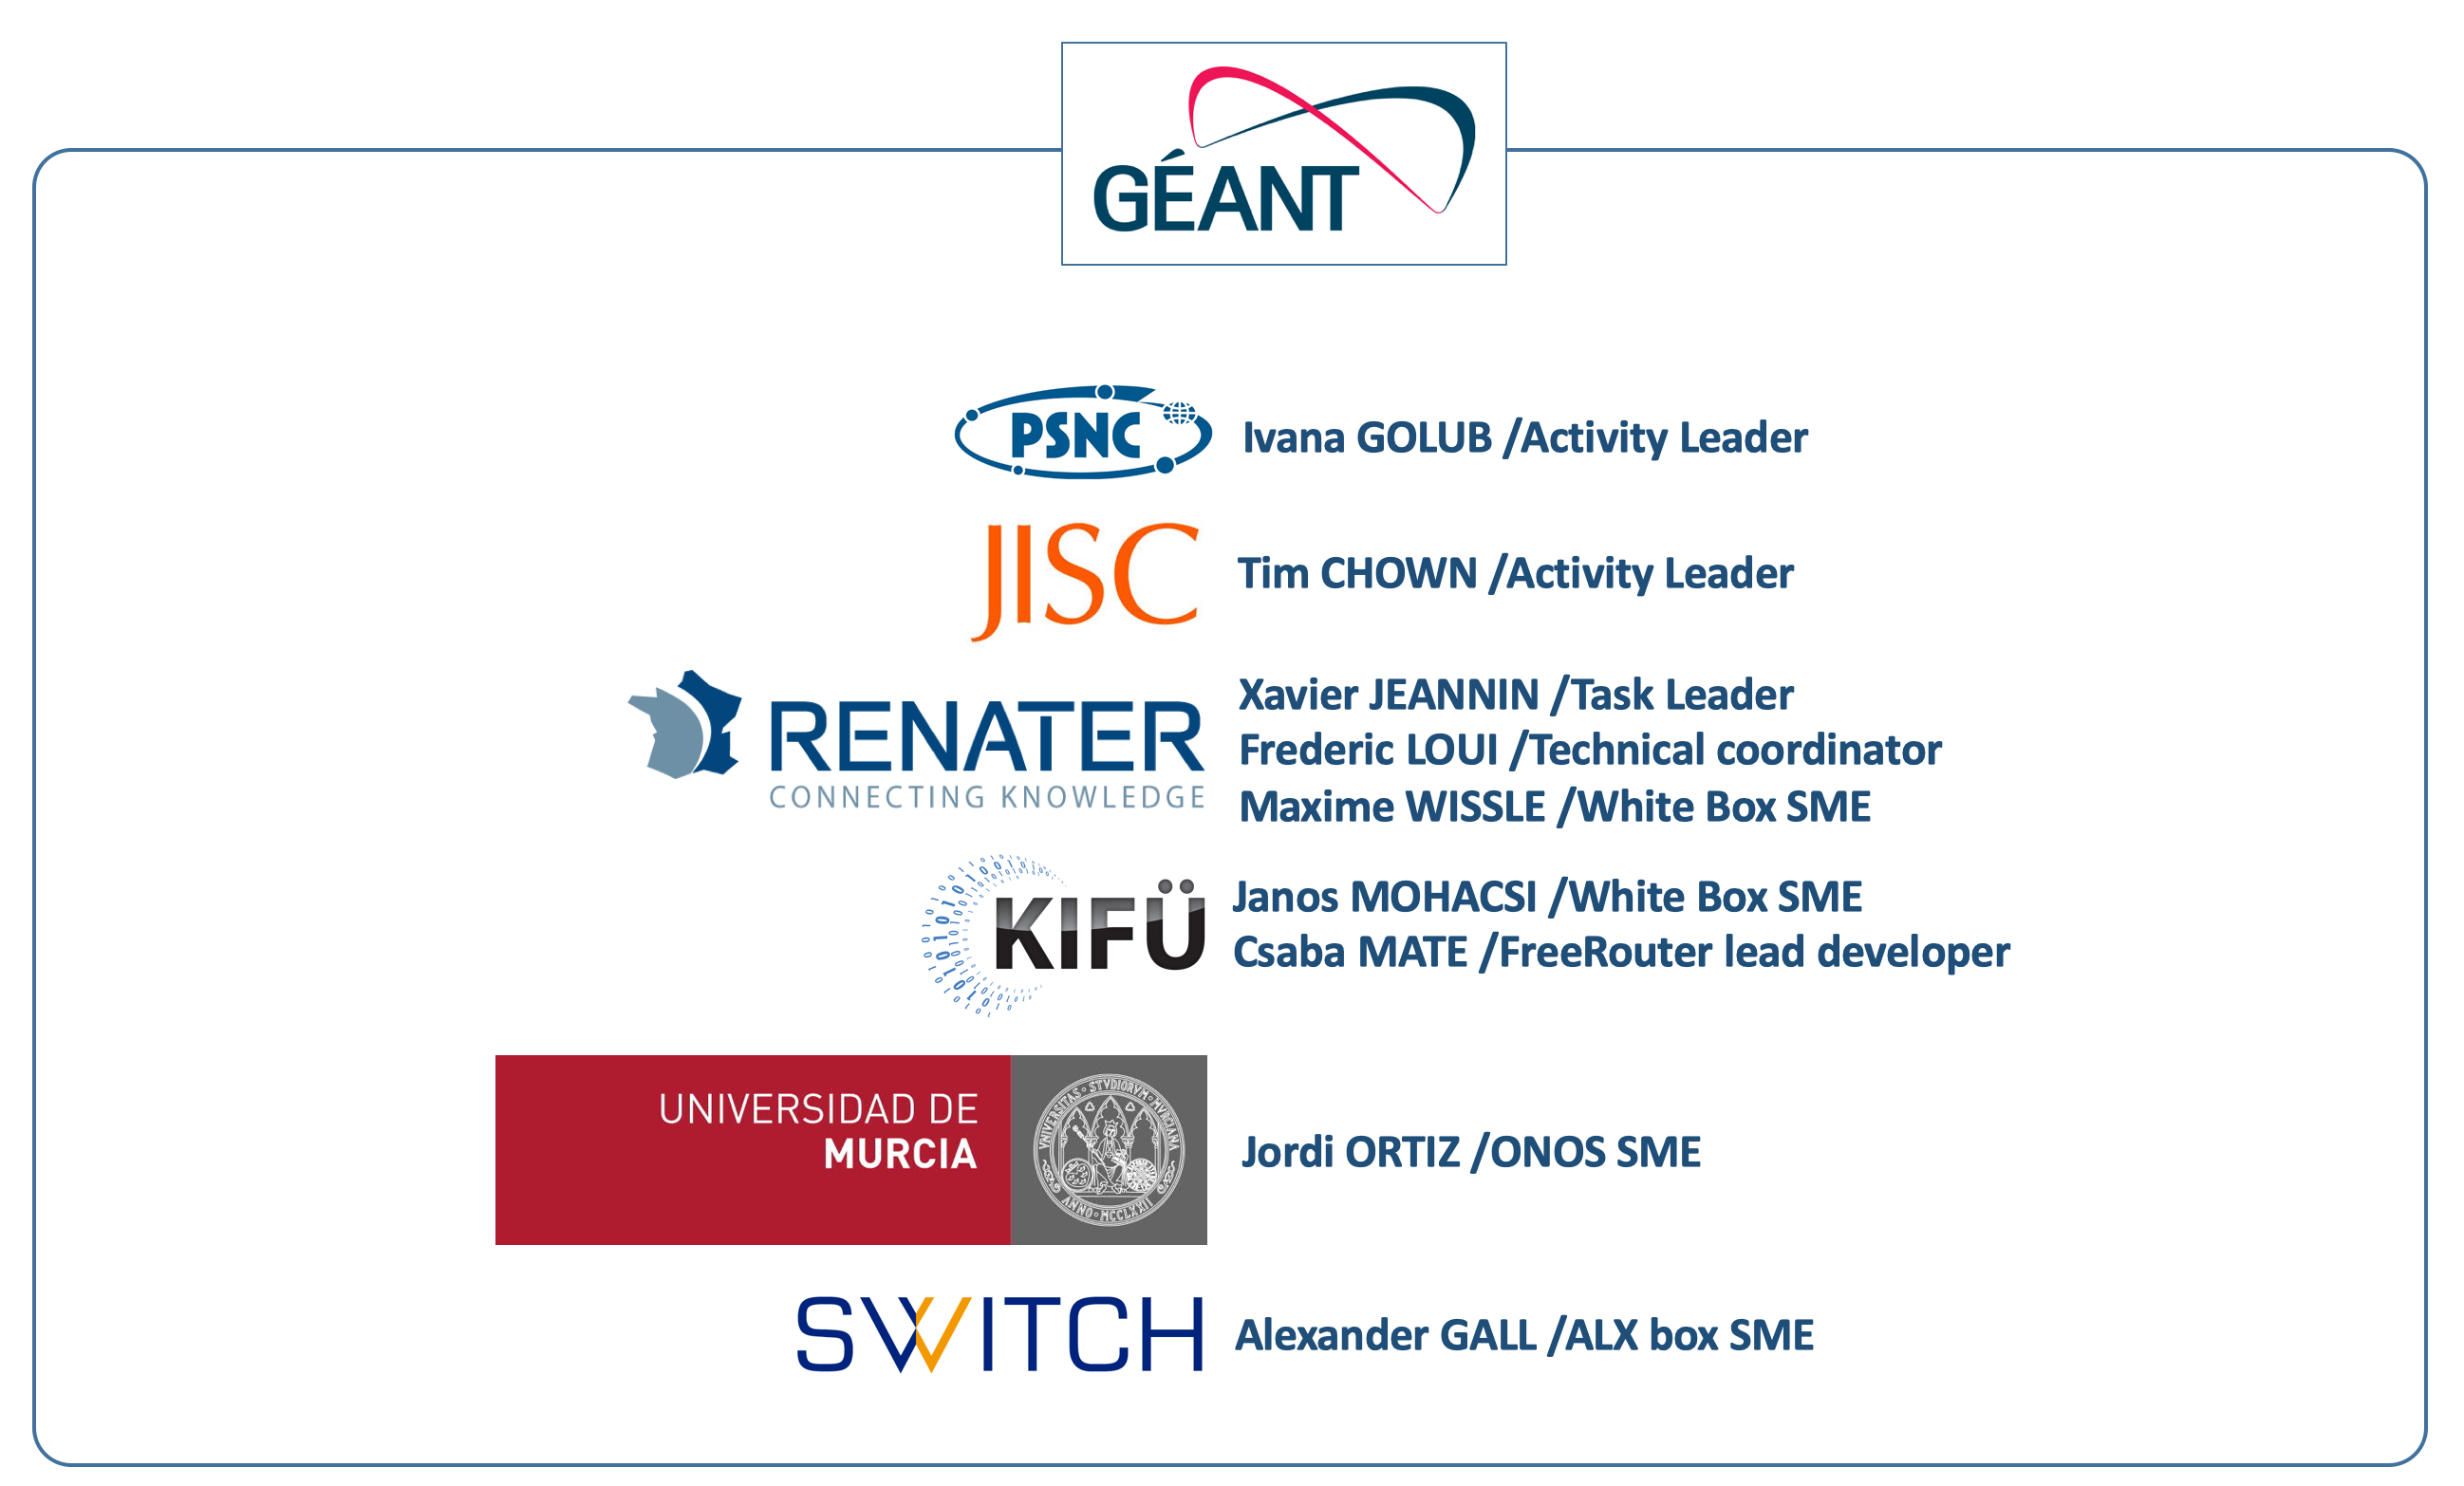 GÉANT
PSNC
Ivana GOLUB /Activity Leader
JISC
Tim CHOWN /Activity Leader
RENATER
CONNECTING KNOWLEDGE
Xavier JEANNIN /Task Leader
Frederic LOUI /Technical coordinator
Maxime WISSLE /White Box SME
KIFÜ
Janos MOHACSI /White Box SME
Csaba MATE /FreeRouter lead developer
UNIVERSIDAD DE
MURCIA
VNIVERSITAS · STVDIORVM · MVRCIANA
ANNO · MCCLXXII
Jordi ORTIZ /ONOS SME
SWITCH
Alexander GALL /ALX box SME